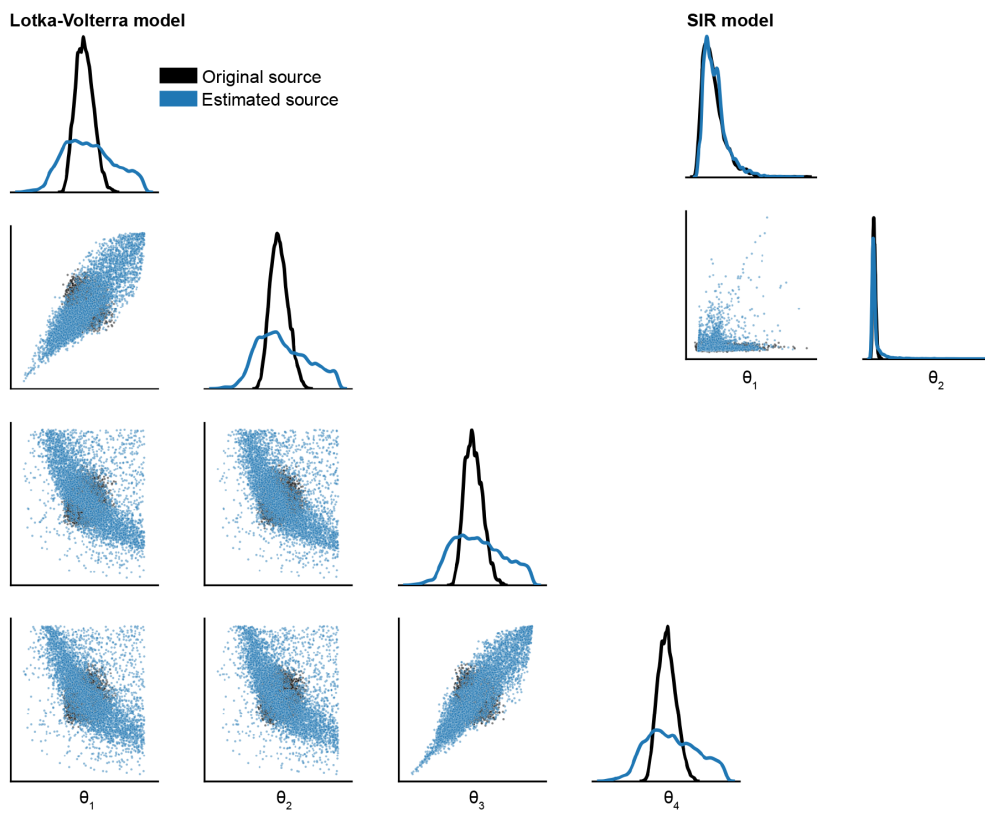 Lotka-Volterra model
SIR model
Original source
Estimated source
θ1
θ2
θ1
θ2
θ3
θ4